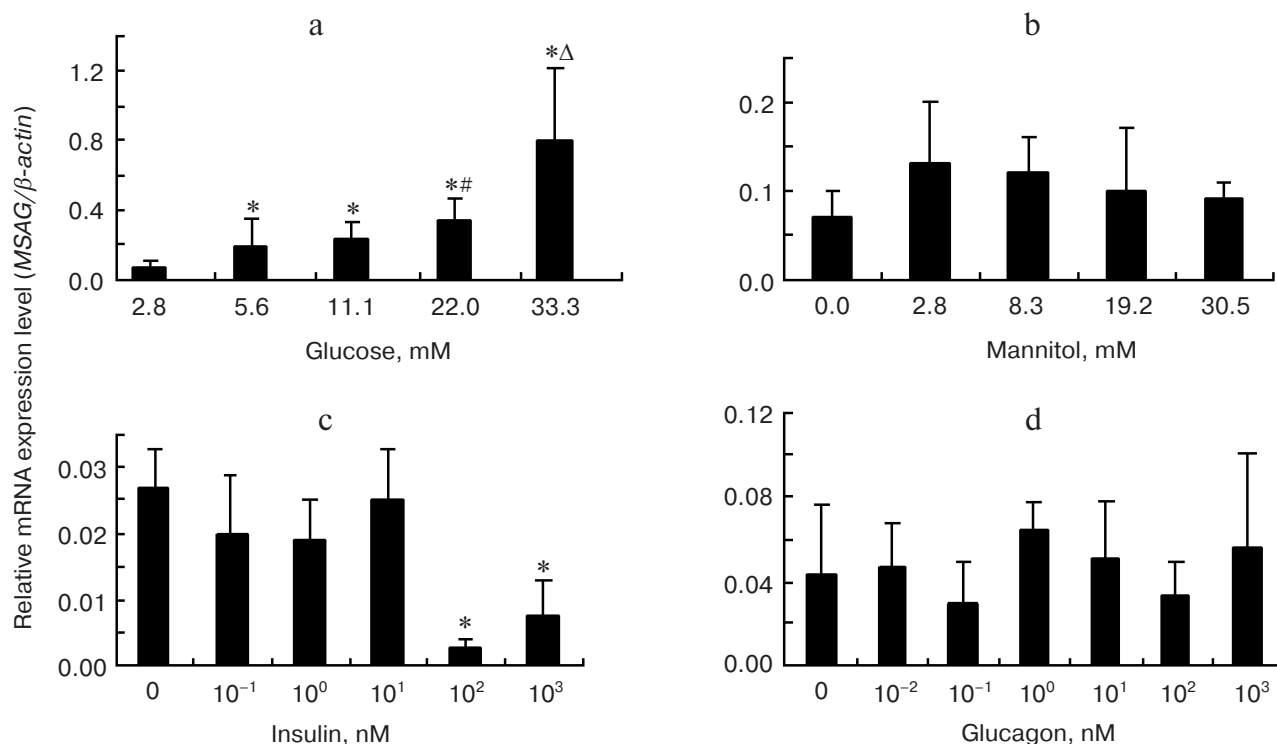 Relative mRNA expression level (MSAG/β-actin)
a
1.2
0.8
0.4
0.0
*
*
*#
*Δ
2.8 5.6 11.1 22.0 33.3
Glucose, mM
b
0.2
0.1
0.0
0.0 2.8 8.3 19.2 30.5
Mannitol, mM
c
0.03
0.02
0.01
0.00
*
*
0 10⁻¹ 10⁰ 10¹ 10² 10³
Insulin, nM
d
0.12
0.08
0.04
0.00
0 10⁻² 10⁻¹ 10⁰ 10¹ 10² 10³
Glucagon, nM